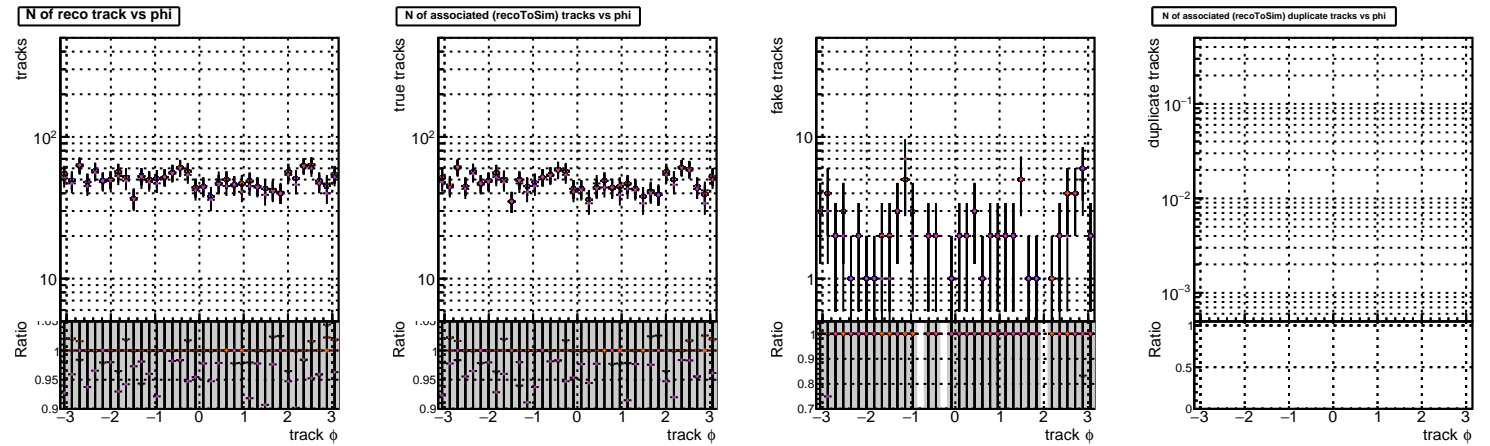 N of reco track vs phi
tracks
10²
10
Ratio
1.05
1
0.95
0.9
−3 −2 −1 0 1 2 3
track ϕ
N of associated (recoToSim) tracks vs phi
true tracks
10²
10
Ratio
1.05
1
0.95
0.9
−3 −2 −1 0 1 2 3
track ϕ
fake tracks
10
1
Ratio
1
0.9
0.8
0.7
−3 −2 −1 0 1 2 3
track ϕ
N of associated (recoToSim) duplicate tracks vs phi
duplicate tracks
10⁻¹
10⁻²
10⁻³
Ratio
1
0.5
0
−3 −2 −1 0 1 2 3
track ϕ